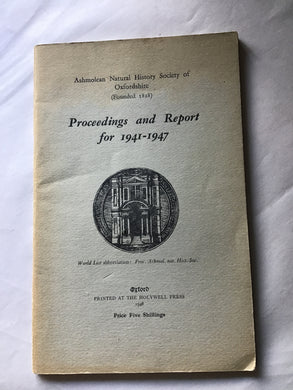 Ashmolean Natural History Society of
Oxfordshire
(Founded 1828)
Proceedings and Report
for 1941-1947
World List abbreviation: Proc. Ashmol. nat. Hist. Soc.
Oxford
PRINTED AT THE HOLYWELL PRESS
1948
Price Five Shillings